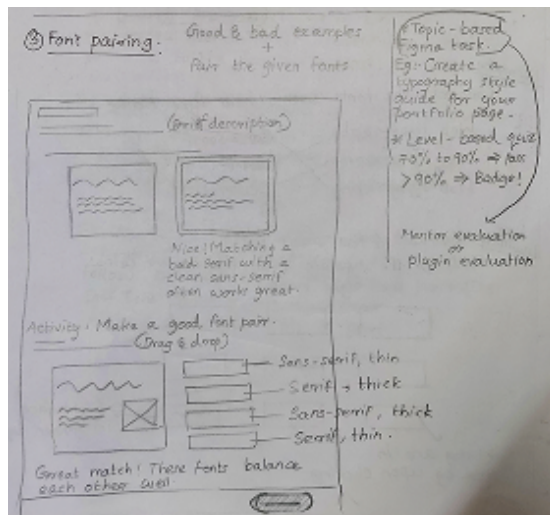 ③ Font pairing:
Good & bad examples
+
Pair the given fonts
(Brief description)
Nice! Matching a
bold serif with a
clean sans-serif
often works great.
Activity: Make a good font pair.
(Drag & drop)
Sans-serif, thin
Serif, thick
Sans-serif, thick
Serif, thin.
Great match! These fonts balance
each other well
* Topic-based
Figma task.
Eg:- Create a
typography style
guide for your
portfolio page.
* Level-based quiz
70% to 90% ⇒ pass
> 90% ⇒ Badge!
Mentor evaluation
or
plugin evaluation